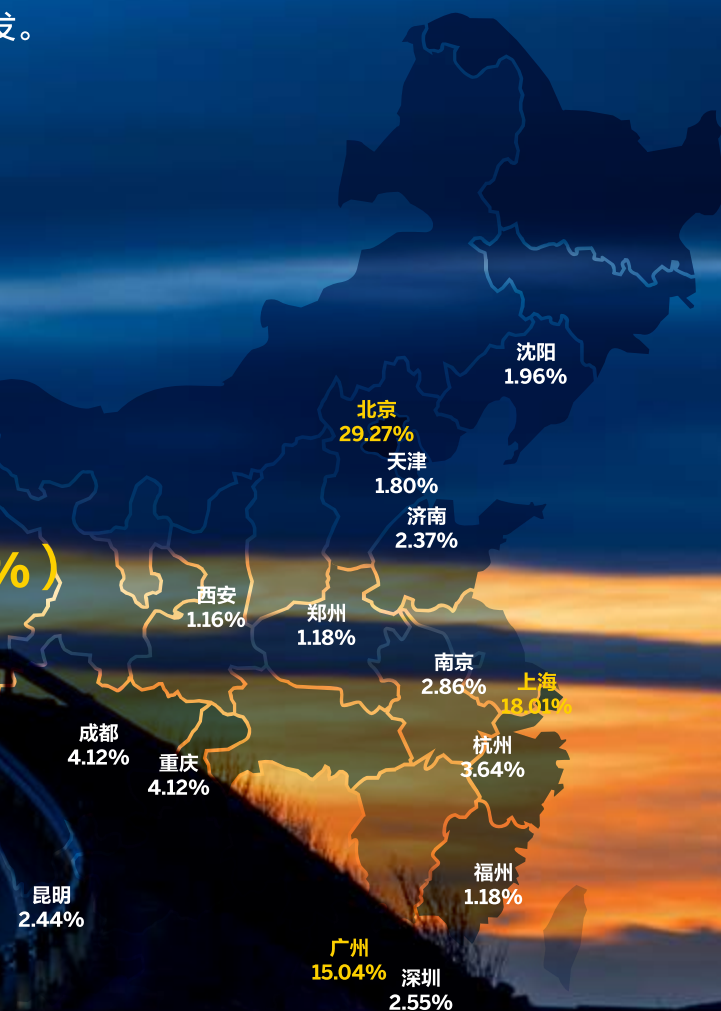 发。
沈阳
1.96%
北京
29.27%
天津
1.80%
济南
2.37%
%）
西安
1.16%
郑州
1.18%
南京
2.86%
上海
18.01%
成都
4.12%
重庆
4.12%
杭州
3.64%
福州
1.18%
昆明
2.44%
广州
15.04%
深圳
2.55%